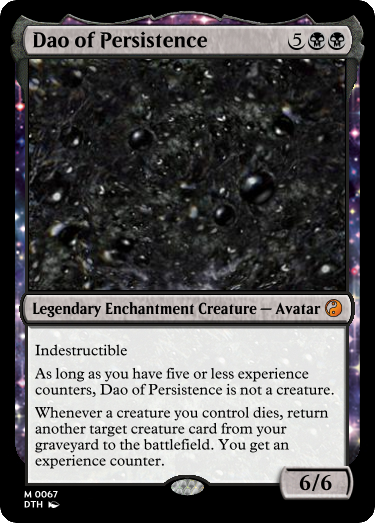 Dao of Persistence 5
Legendary Enchantment Creature — Avatar
Indestructible
As long as you have five or less experience
counters, Dao of Persistence is not a creature.
Whenever a creature you control dies, return
another target creature card from your
graveyard to the battlefield. You get an
experience counter.
6/6
M 0067
DTH